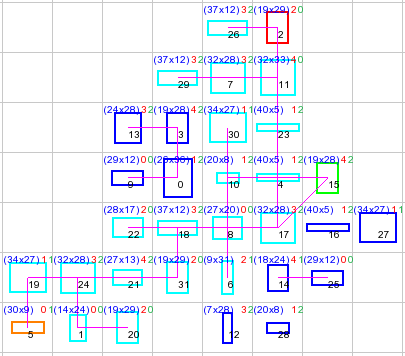 (37x12) 3 2 (19x29) 2 0
26 2
(37x12) 3 2 (32x28) 3 2 (32x33) 4 0
29 7 11
(24x28) 3 2 (19x28) 4 2 (34x27) 1 1 (40x5) 1 2
13 3 30 23
(29x12) 0 0 1 2 (20x8) 1 2 (40x5) 1 2 (19x28) 4 2
9 0 10 4 15
(28x17) 2 0 (37x12) 3 2 (27x20) 0 0 (32x28) 3 2 (40x5) 1 2 (34x27) 1 1
22 18 8 17 16 27
(34x27) 1 1 (32x28) 3 2 (27x13) 4 2 (19x29) 2 0 (9x31) 2 1 (18x24) 4 1 (29x12) 0 0
19 24 21 31 6 14 25
(30x9) 0 1 (14x24) 0 0 (19x29) 2 0 (7x28) 3 2 (20x8) 1 2
5 1 20 12 28